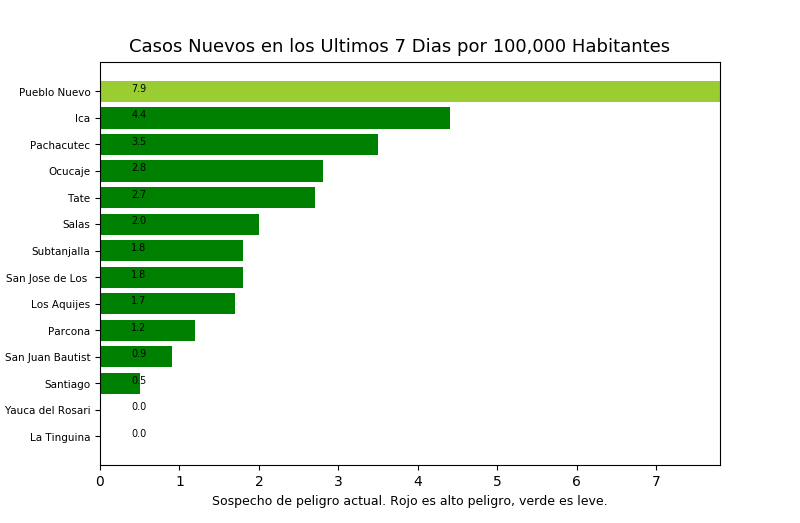 Casos Nuevos en los Ultimos 7 Dias por 100,000 Habitantes
Pueblo Nuevo 7.9
Ica 4.4
Pachacutec 3.5
Ocucaje 2.8
Tate 2.7
Salas 2.0
Subtanjalla 1.8
San Jose de Los 1.8
Los Aquijes 1.7
Parcona 1.2
San Juan Bautist 0.9
Santiago 0.5
Yauca del Rosari 0.0
La Tinguina 0.0
0 1 2 3 4 5 6 7
Sospecho de peligro actual. Rojo es alto peligro, verde es leve.